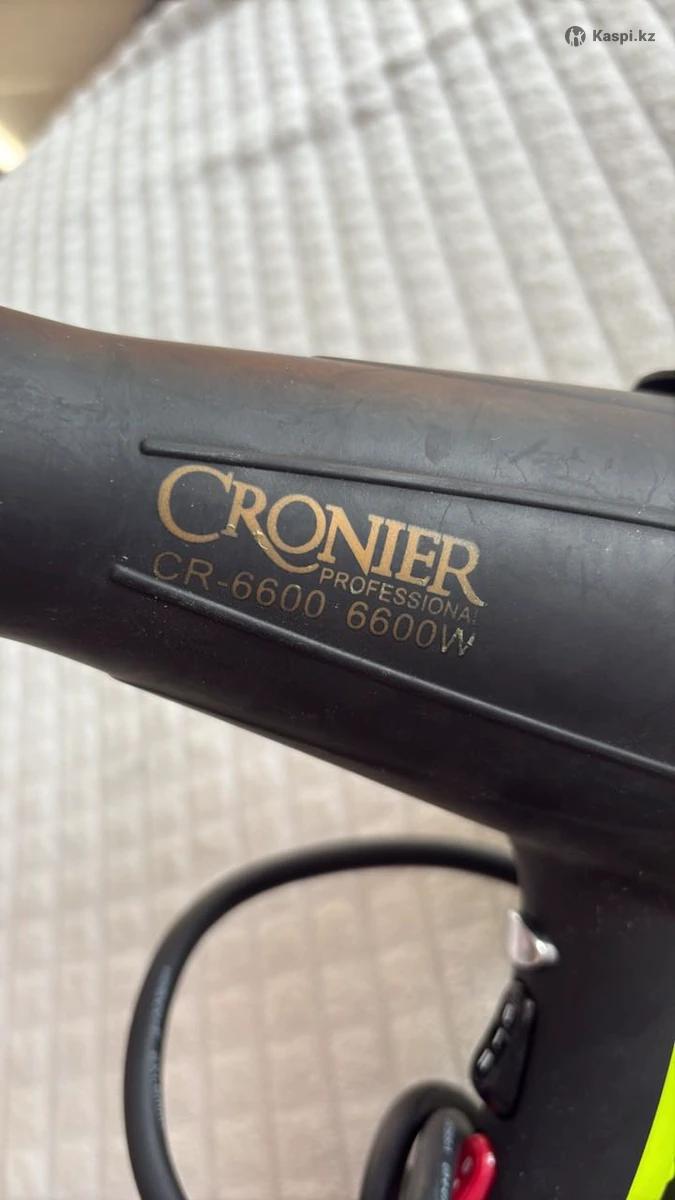 Kaspi.kz
CRONIER
PROFESSIONAL
CR-6600 6600W